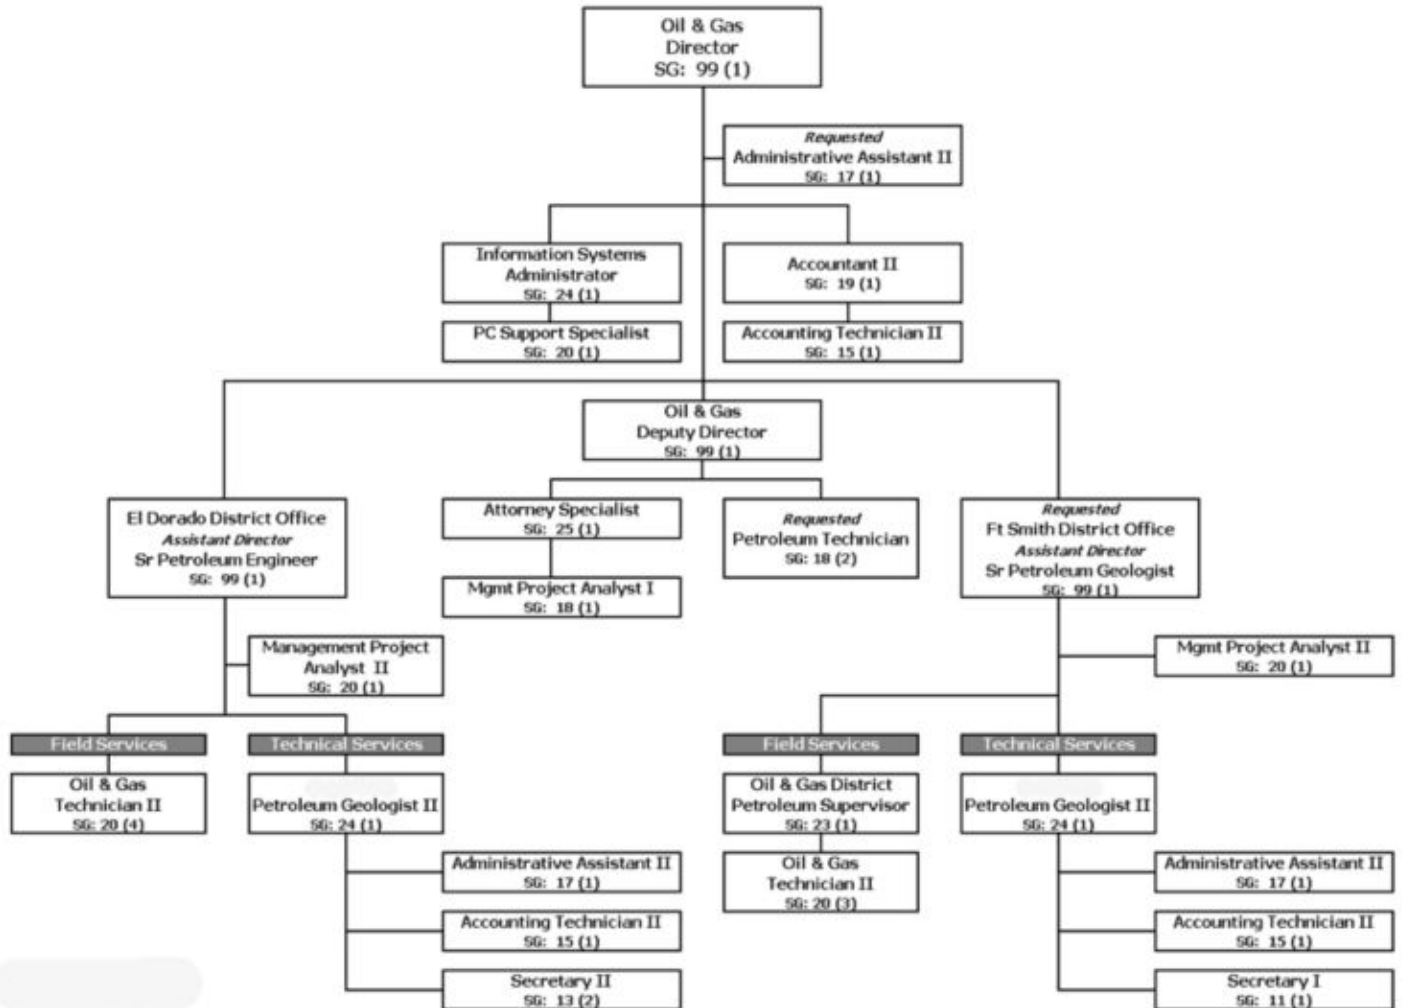 Oil & Gas
Director
SG: 99 (1)
Requested
Administrative Assistant II
SG: 17 (1)
Information Systems
Administrator
SG: 24 (1)
Accountant II
SG: 19 (1)
PC Support Specialist
SG: 20 (1)
Accounting Technician II
SG: 15 (1)
Oil & Gas
Deputy Director
SG: 99 (1)
El Dorado District Office
Assistant Director
Sr Petroleum Engineer
SG: 99 (1)
Attorney Specialist
SG: 25 (1)
Mgmt Project Analyst I
SG: 18 (1)
Requested
Petroleum Technician
SG: 18 (2)
Requested
Ft Smith District Office
Assistant Director
Sr Petroleum Geologist
SG: 99 (1)
Management Project
Analyst II
SG: 20 (1)
Mgmt Project Analyst II
SG: 20 (1)
Field Services
Oil & Gas
Technician II
SG: 20 (4)
Technical Services
Petroleum Geologist II
SG: 24 (1)
Administrative Assistant II
SG: 17 (1)
Accounting Technician II
SG: 15 (1)
Secretary II
SG: 13 (2)
Field Services
Oil & Gas District
Petroleum Supervisor
SG: 23 (1)
Oil & Gas
Technician II
SG: 20 (3)
Technical Services
Petroleum Geologist II
SG: 24 (1)
Administrative Assistant II
SG: 17 (1)
Accounting Technician II
SG: 15 (1)
Secretary I
SG: 11 (1)